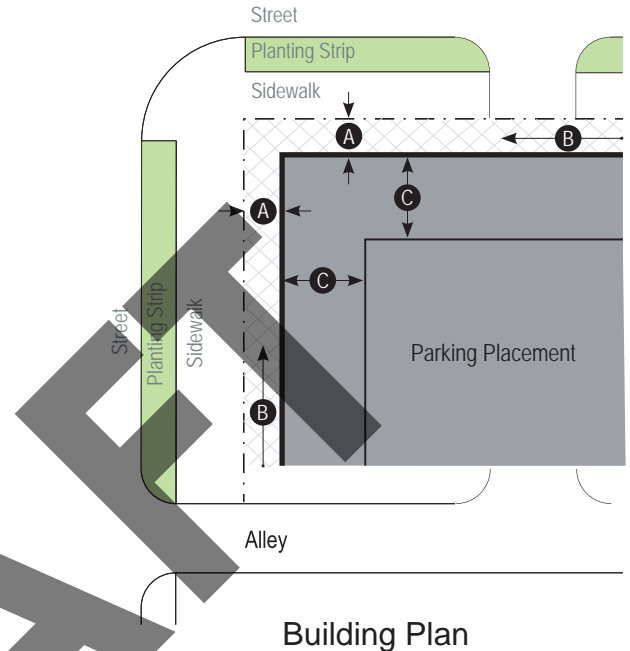 Street
Planting Strip
Sidewalk
A
B
A
C
C
Street
Planting Strip
Sidewalk
Parking Placement
B
Alley
Building Plan